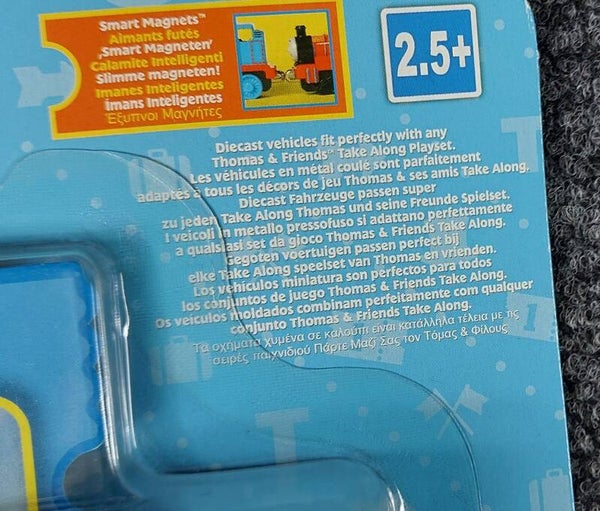 Smart Magnets™
Aimants futés
‚Smart Magneten’
Calamite Intelligenti
Slimme magneten!
Imanes Inteligentes
Ímans Inteligentes
Έξυπνοι Μαγνήτες
2.5+
Diecast vehicles fit perfectly with any
Thomas & Friends™ Take Along Playset.
Les véhicules en métal coulé sont parfaitement
adaptés à tous les décors de jeu Thomas & ses amis Take Along.
Diecast Fahrzeuge passen super
zu jeden Take Along Thomas und seine Freunde Spielset.
I veicoli in metallo pressofuso si adattano perfettamente
a qualsiasi set da gioco Thomas & Friends Take Along.
Gegoten voertuigen passen perfect bij
elke Take Along speelset van Thomas en vrienden.
Los vehículos miniatura son perfectos para todos
los conjuntos de juego Thomas & Friends Take Along.
Os veículos moldados combinam perfeitamente com qualquer
conjunto Thomas & Friends Take Along.
Τα οχήματα χυμένα σε καλούπι είναι κατάλληλα τέλεια με τις
σειρές παιχνιδιού Πάρτε Μαζί Σας τον Τόμας & Φίλους